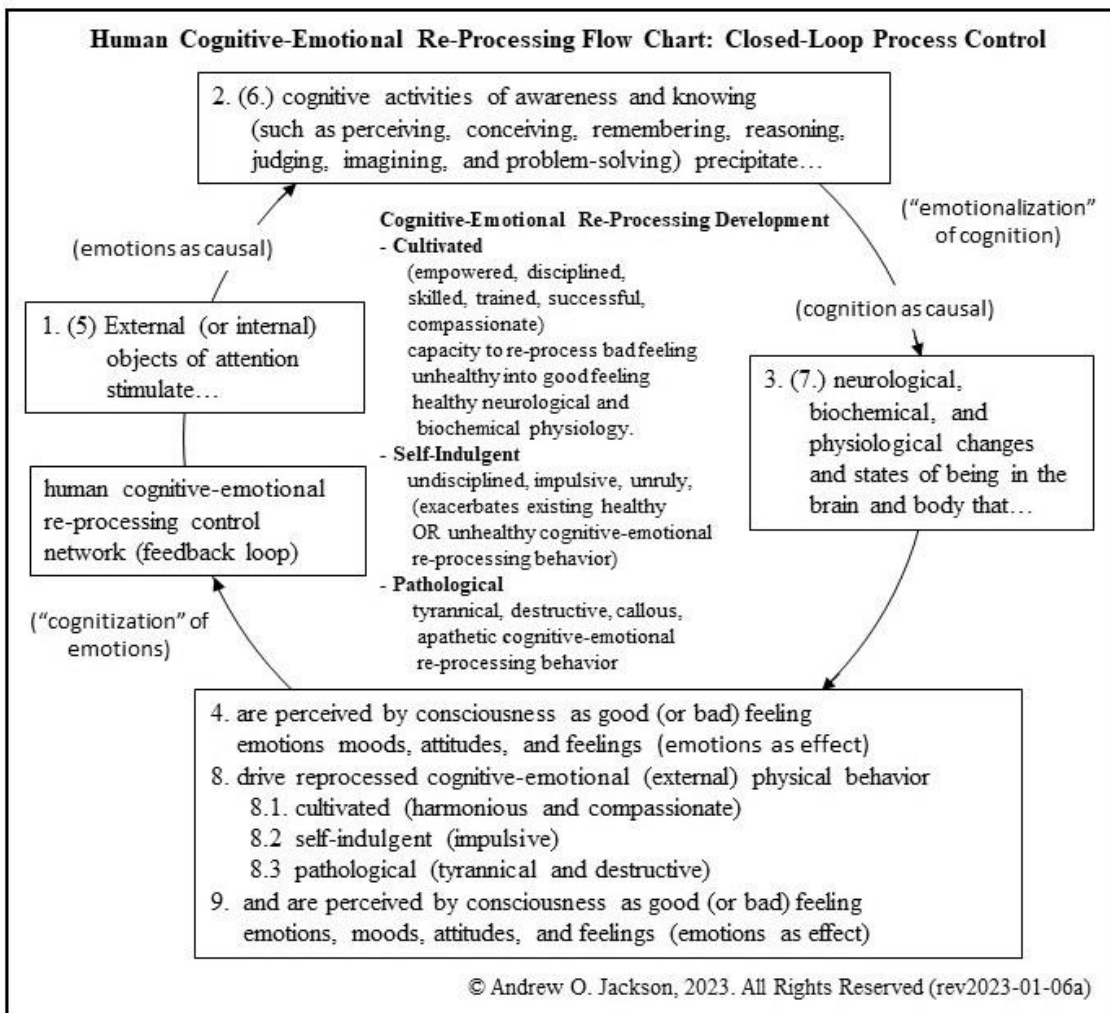 Human Cognitive-Emotional Re-Processing Flow Chart: Closed-Loop Process Control
2. (6.) cognitive activities of awareness and knowing
(such as perceiving, conceiving, remembering, reasoning,
judging, imagining, and problem-solving) precipitate…
(“emotionalization”
of cognition)
(emotions as causal)
Cognitive-Emotional Re-Processing Development
- Cultivated
(empowered, disciplined,
skilled, trained, successful,
compassionate)
capacity to re-process bad feeling
unhealthy into good feeling
healthy neurological and
biochemical physiology.
- Self-Indulgent
undisciplined, impulsive, unruly,
(exacerbates existing healthy
OR unhealthy cognitive-emotional
re-processing behavior)
- Pathological
tyrannical, destructive, callous,
apathetic cognitive-emotional
re-processing behavior
(cognition as causal)
1. (5) External (or internal)
objects of attention
stimulate…
3. (7.) neurological,
biochemical, and
physiological changes
and states of being in the
brain and body that…
human cognitive-emotional
re-processing control
network (feedback loop)
(“cognitization” of
emotions)
4. are perceived by consciousness as good (or bad) feeling
emotions moods, attitudes, and feelings (emotions as effect)
8. drive reprocessed cognitive-emotional (external) physical behavior
8.1. cultivated (harmonious and compassionate)
8.2 self-indulgent (impulsive)
8.3 pathological (tyrannical and destructive)
9. and are perceived by consciousness as good (or bad) feeling
emotions, moods, attitudes, and feelings (emotions as effect)
© Andrew O. Jackson, 2023. All Rights Reserved (rev2023-01-06a)